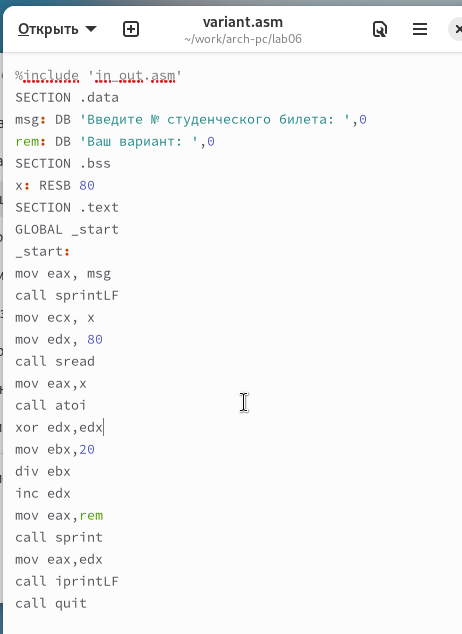 Открыть
variant.asm
~/work/arch-pc/lab06
%include 'in_out.asm'
SECTION .data
msg: DB 'Введите № студенческого билета: ',0
rem: DB 'Ваш вариант: ',0
SECTION .bss
x: RESB 80
SECTION .text
GLOBAL _start
_start:
mov eax, msg
call sprintLF
mov ecx, x
mov edx, 80
call sread
mov eax,x
call atoi
xor edx,edx
mov ebx,20
div ebx
inc edx
mov eax,rem
call sprint
mov eax,edx
call iprintLF
call quit